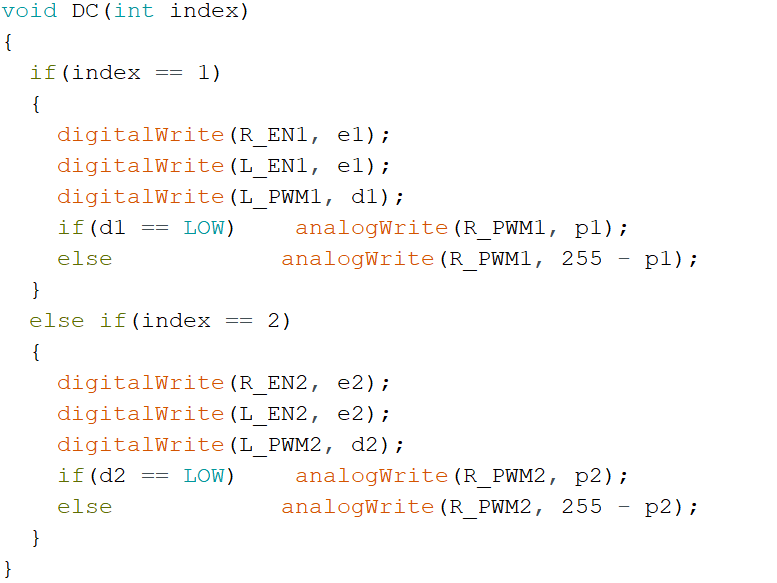 void DC(int index)
{
  if(index == 1)
  {
    digitalWrite(R_EN1, e1);
    digitalWrite(L_EN1, e1);
    digitalWrite(L_PWM1, d1);
    if(d1 == LOW)    analogWrite(R_PWM1, p1);
    else            analogWrite(R_PWM1, 255 - p1);
  }
  else if(index == 2)
  {
    digitalWrite(R_EN2, e2);
    digitalWrite(L_EN2, e2);
    digitalWrite(L_PWM2, d2);
    if(d2 == LOW)    analogWrite(R_PWM2, p2);
    else            analogWrite(R_PWM2, 255 - p2);
  }
}